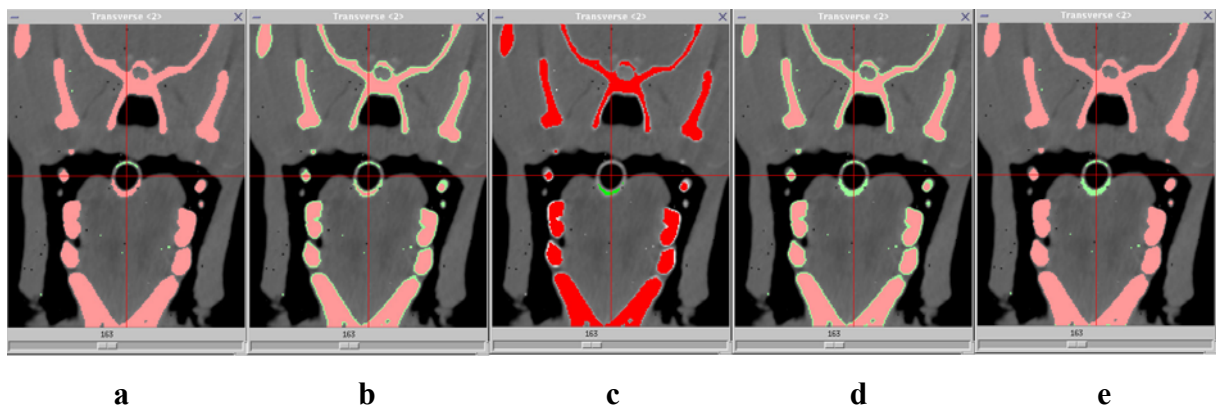 Transverse <2> Transverse <2> Transverse <2> Transverse <2> Transverse <2>
163 163 163 163 163
a b c d e